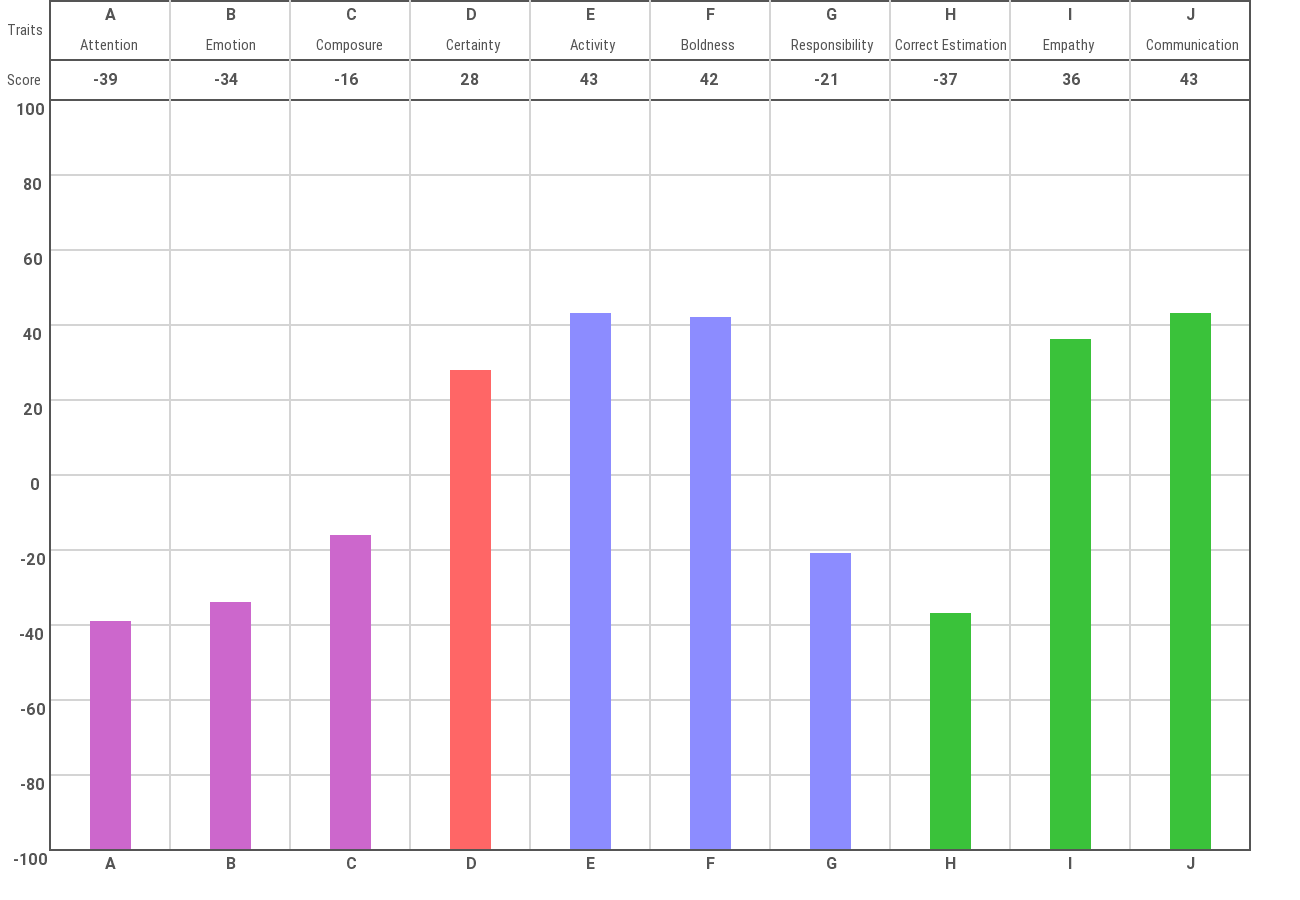 A B C D E F G H I J
Traits
Attention Emotion Composure Certainty Activity Boldness Responsibility Correct Estimation Empathy Communication
Score -39 -34 -16 28 43 42 -21 -37 36 43
100
80
60
40
20
0
-20
-40
-60
-80
-100
A B C D E F G H I J